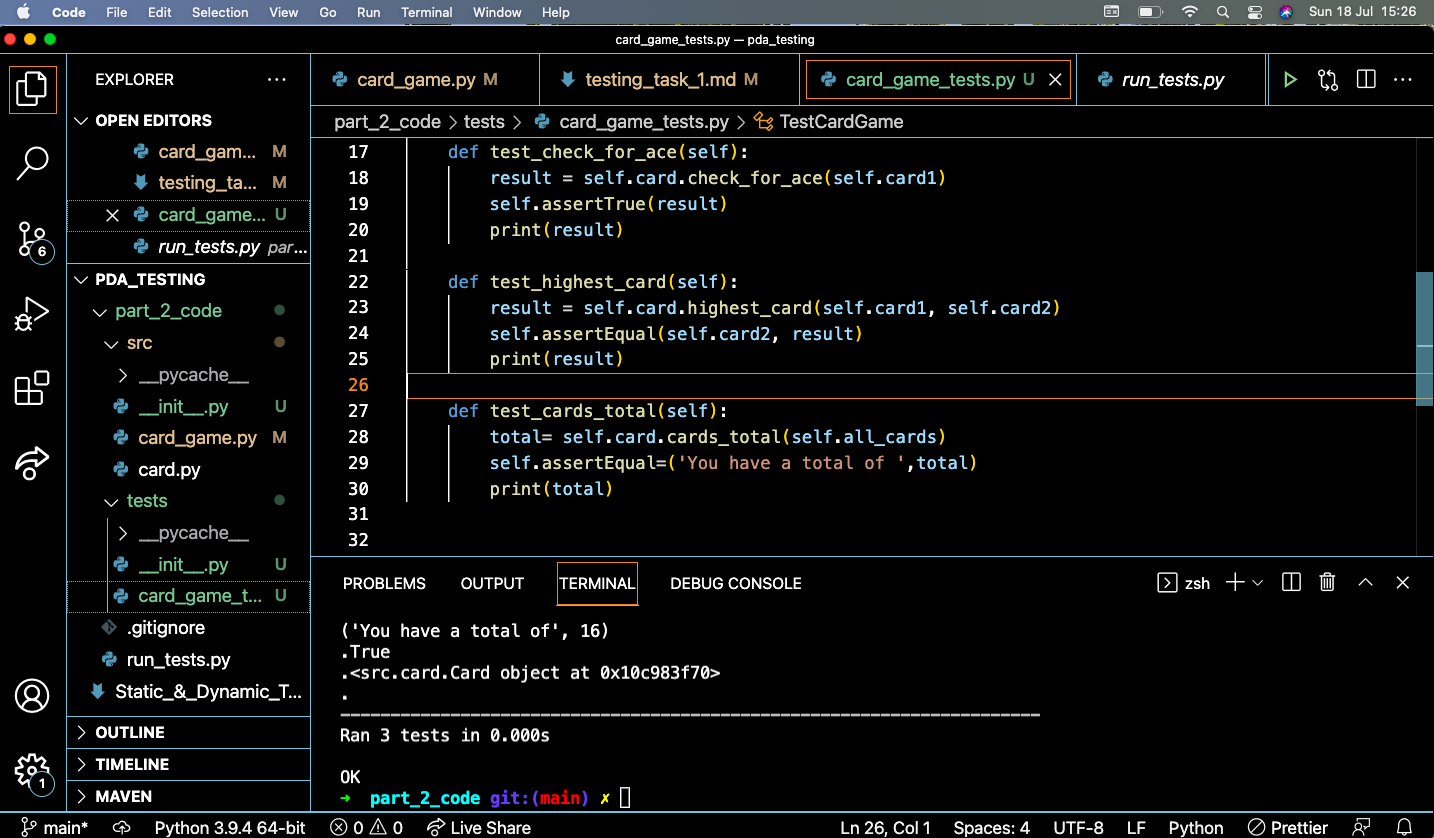 Code File Edit Selection View Go Run Terminal Window Help Sun 18 Jul 15:26
card_game_tests.py — pda_testing
EXPLORER
card_game.py M testing_task_1.md M card_game_tests.py U run_tests.py
OPEN EDITORS
card_gam... M
testing_ta... M
card_game... U
run_tests.py par...
PDA_TESTING
part_2_code
src
__pycache__
__init__.py U
card_game.py M
card.py
tests
__pycache__
__init__.py U
card_game_t... U
.gitignore
run_tests.py
Static_&_Dynamic_T...
OUTLINE
TIMELINE
MAVEN
6
1
part_2_code > tests > card_game_tests.py > TestCardGame
17 def test_check_for_ace(self):
18 result = self.card.check_for_ace(self.card1)
19 self.assertTrue(result)
20 print(result)
21
22 def test_highest_card(self):
23 result = self.card.highest_card(self.card1, self.card2)
24 self.assertEqual(self.card2, result)
25 print(result)
26
27 def test_cards_total(self):
28 total= self.card.cards_total(self.all_cards)
29 self.assertEqual=('You have a total of ',total)
30 print(total)
31
32
PROBLEMS OUTPUT TERMINAL DEBUG CONSOLE zsh
('You have a total of', 16)
.True
.<src.card.Card object at 0x10c983f70>
.
----------------------------------------------------------------------
Ran 3 tests in 0.000s
OK
➜ part_2_code git:(main) ✗
main* Python 3.9.4 64-bit 0 0 Live Share Ln 26, Col 1 Spaces: 4 UTF-8 LF Python Prettier